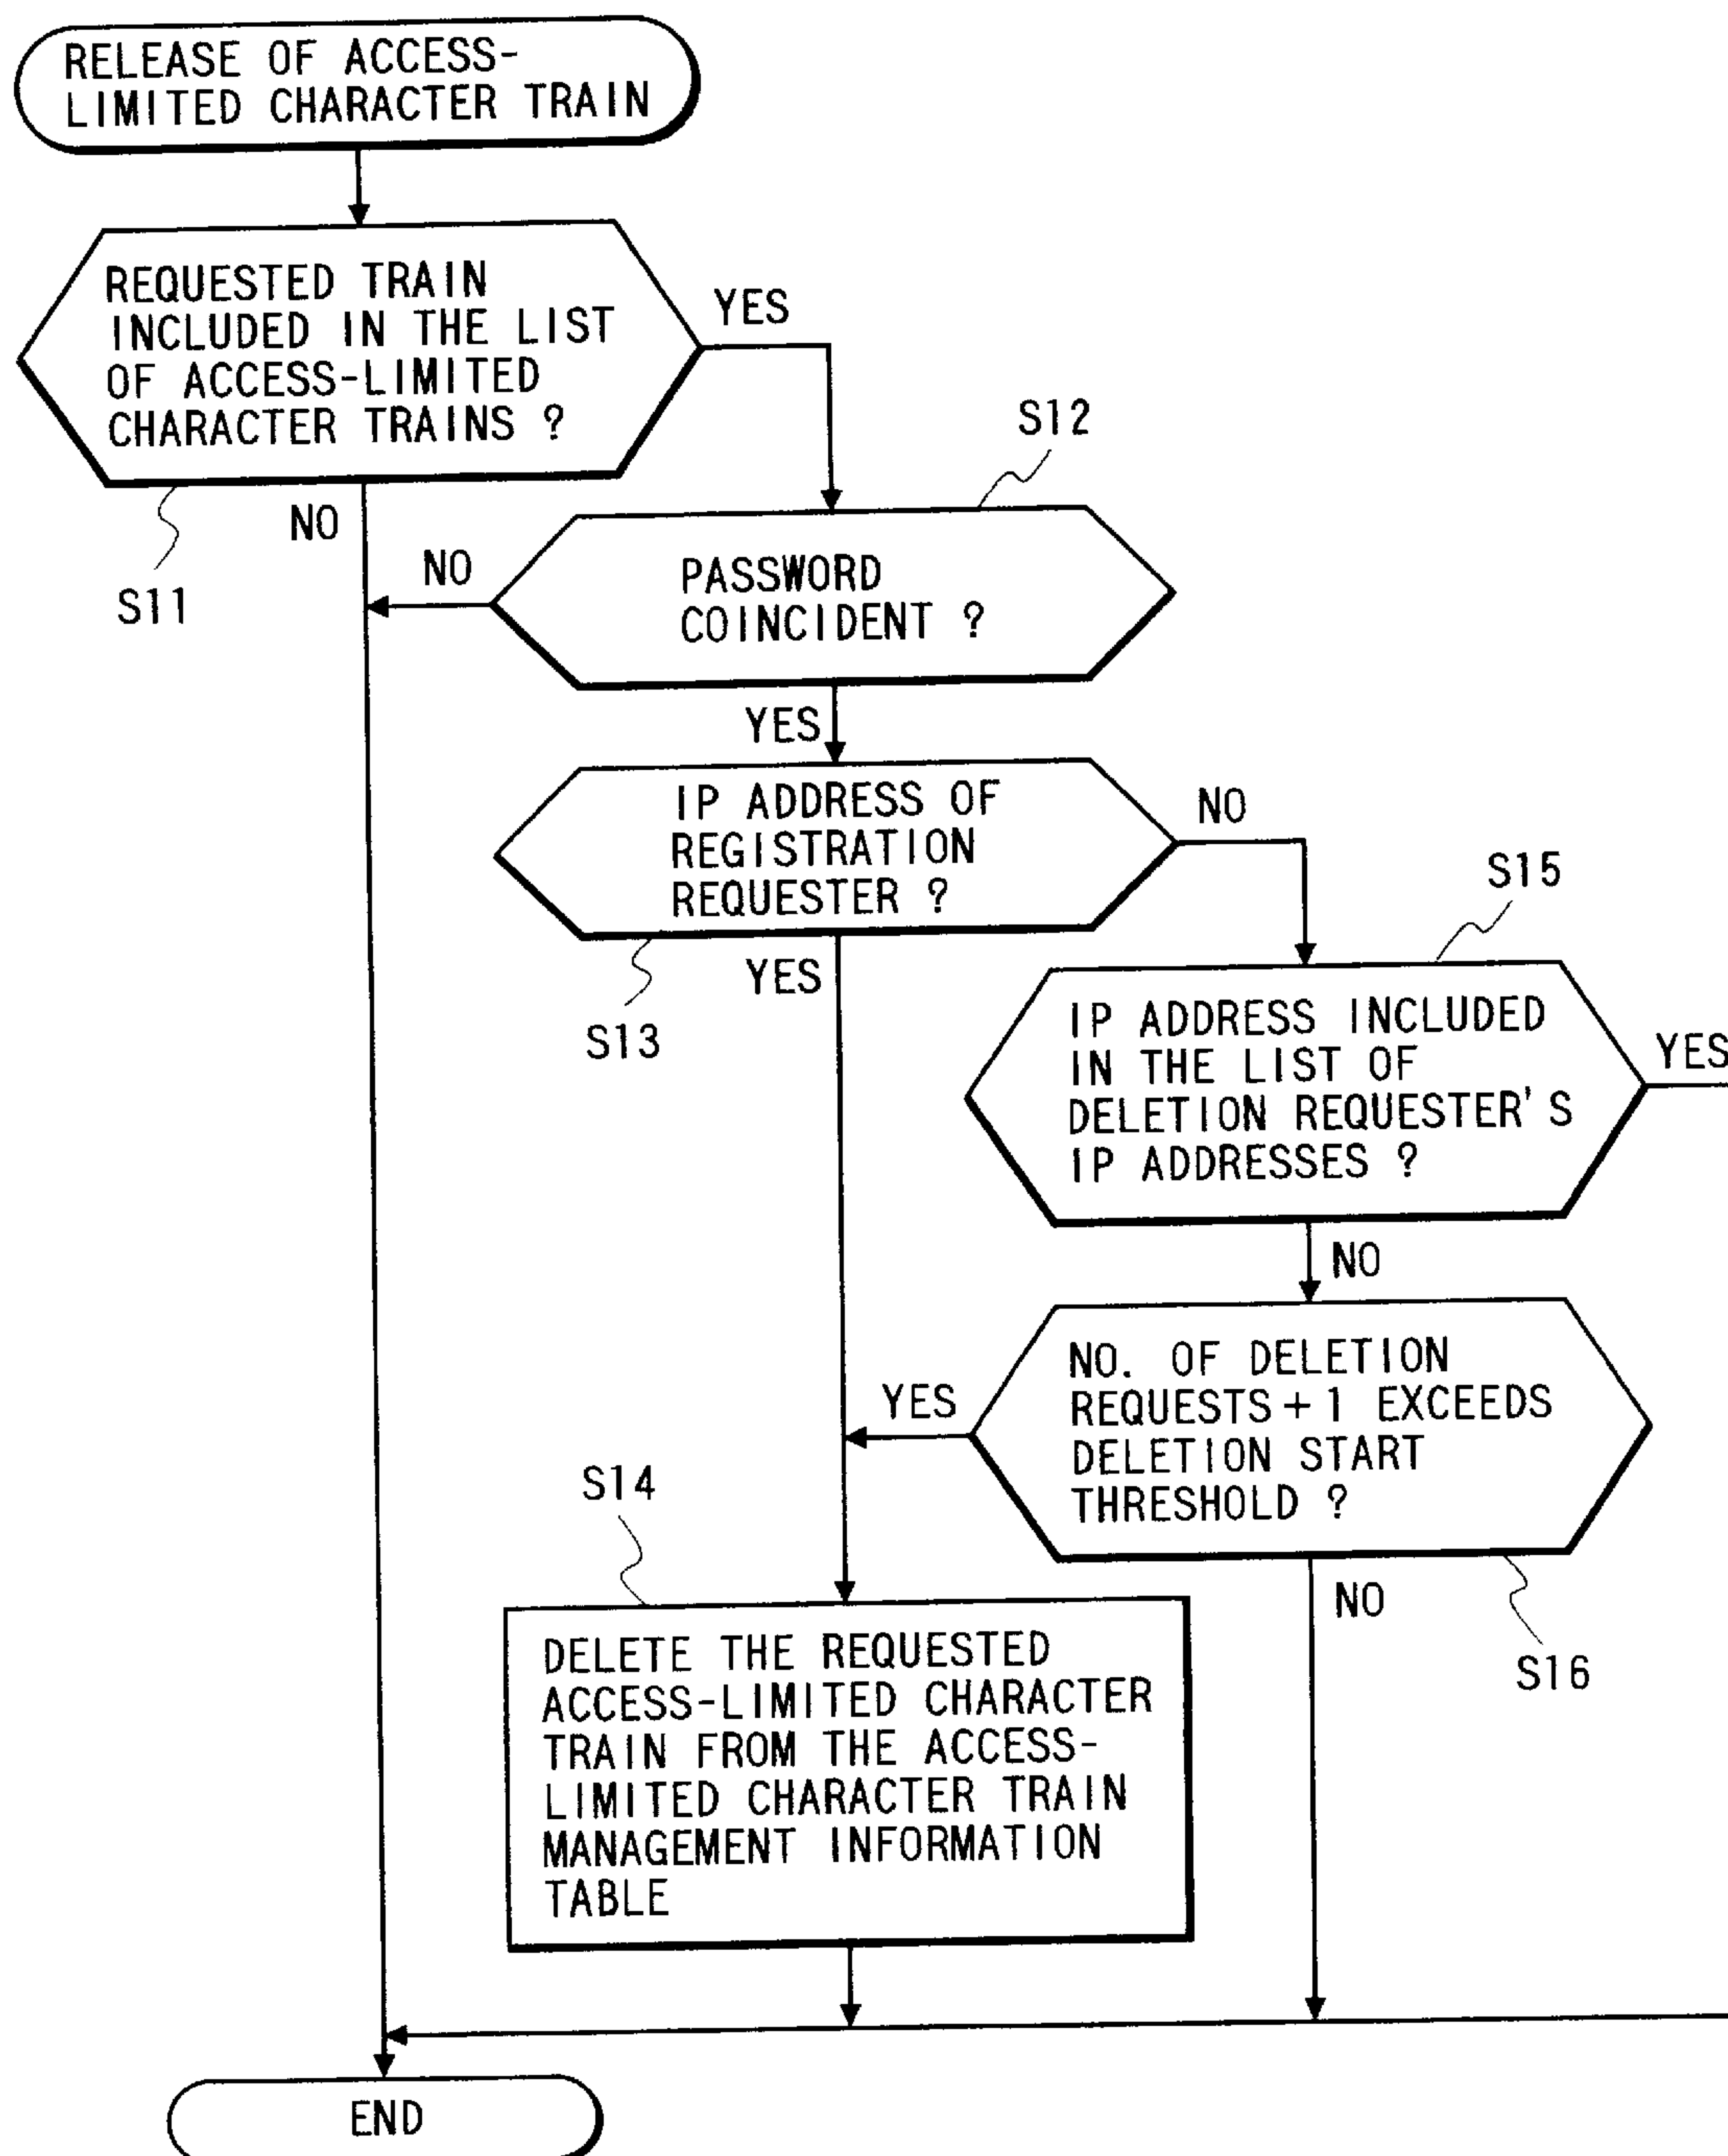 RELEASE OF ACCESS-
LIMITED CHARACTER TRAIN
REQUESTED TRAIN
INCLUDED IN THE LIST
OF ACCESS-LIMITED
CHARACTER TRAINS ?
YES
S12
NO
S11
NO
PASSWORD
COINCIDENT ?
YES
IP ADDRESS OF
REGISTRATION
REQUESTER ?
NO
S15
YES
S13
IP ADDRESS INCLUDED
IN THE LIST OF
DELETION REQUESTER'S
IP ADDRESSES ?
YES
NO
NO. OF DELETION
REQUESTS+1 EXCEEDS
DELETION START
THRESHOLD ?
YES
S14
NO
S16
DELETE THE REQUESTED
ACCESS-LIMITED CHARACTER
TRAIN FROM THE ACCESS-
LIMITED CHARACTER TRAIN
MANAGEMENT INFORMATION
TABLE
END